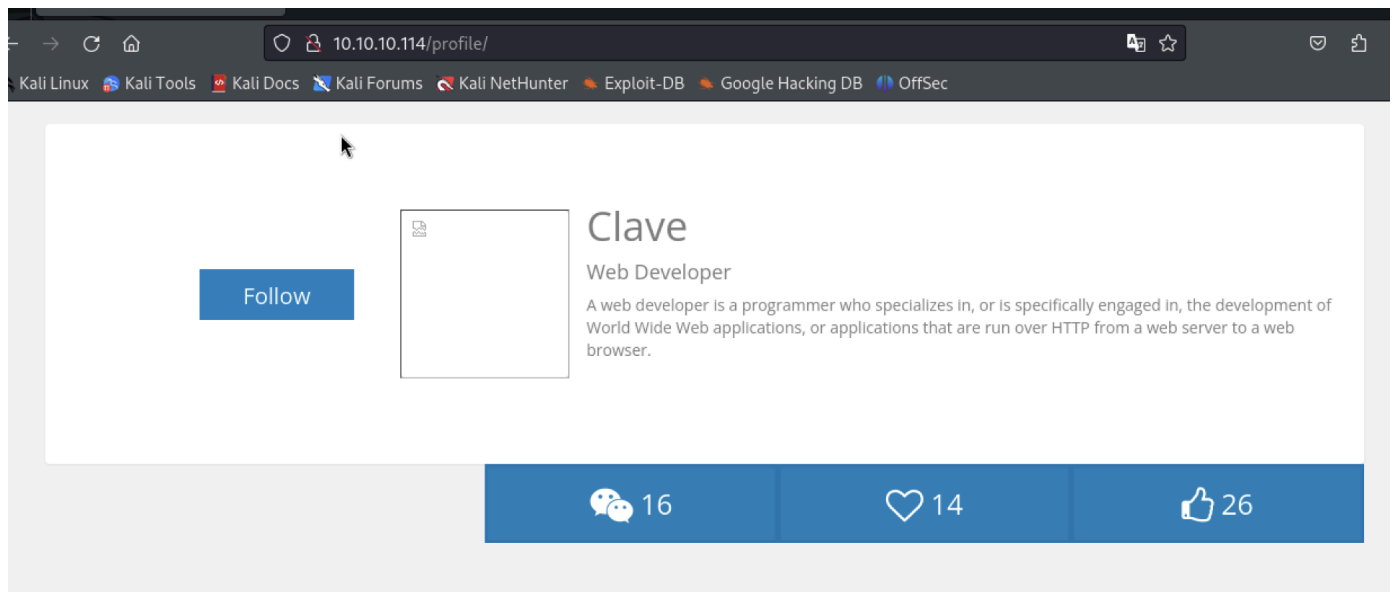 10.10.10.114/profile/
Kali Linux Kali Tools Kali Docs Kali Forums Kali NetHunter Exploit-DB Google Hacking DB OffSec
Clave
Web Developer
Follow
A web developer is a programmer who specializes in, or is specifically engaged in, the development of
World Wide Web applications, or applications that are run over HTTP from a web server to a web
browser.
16 14 26